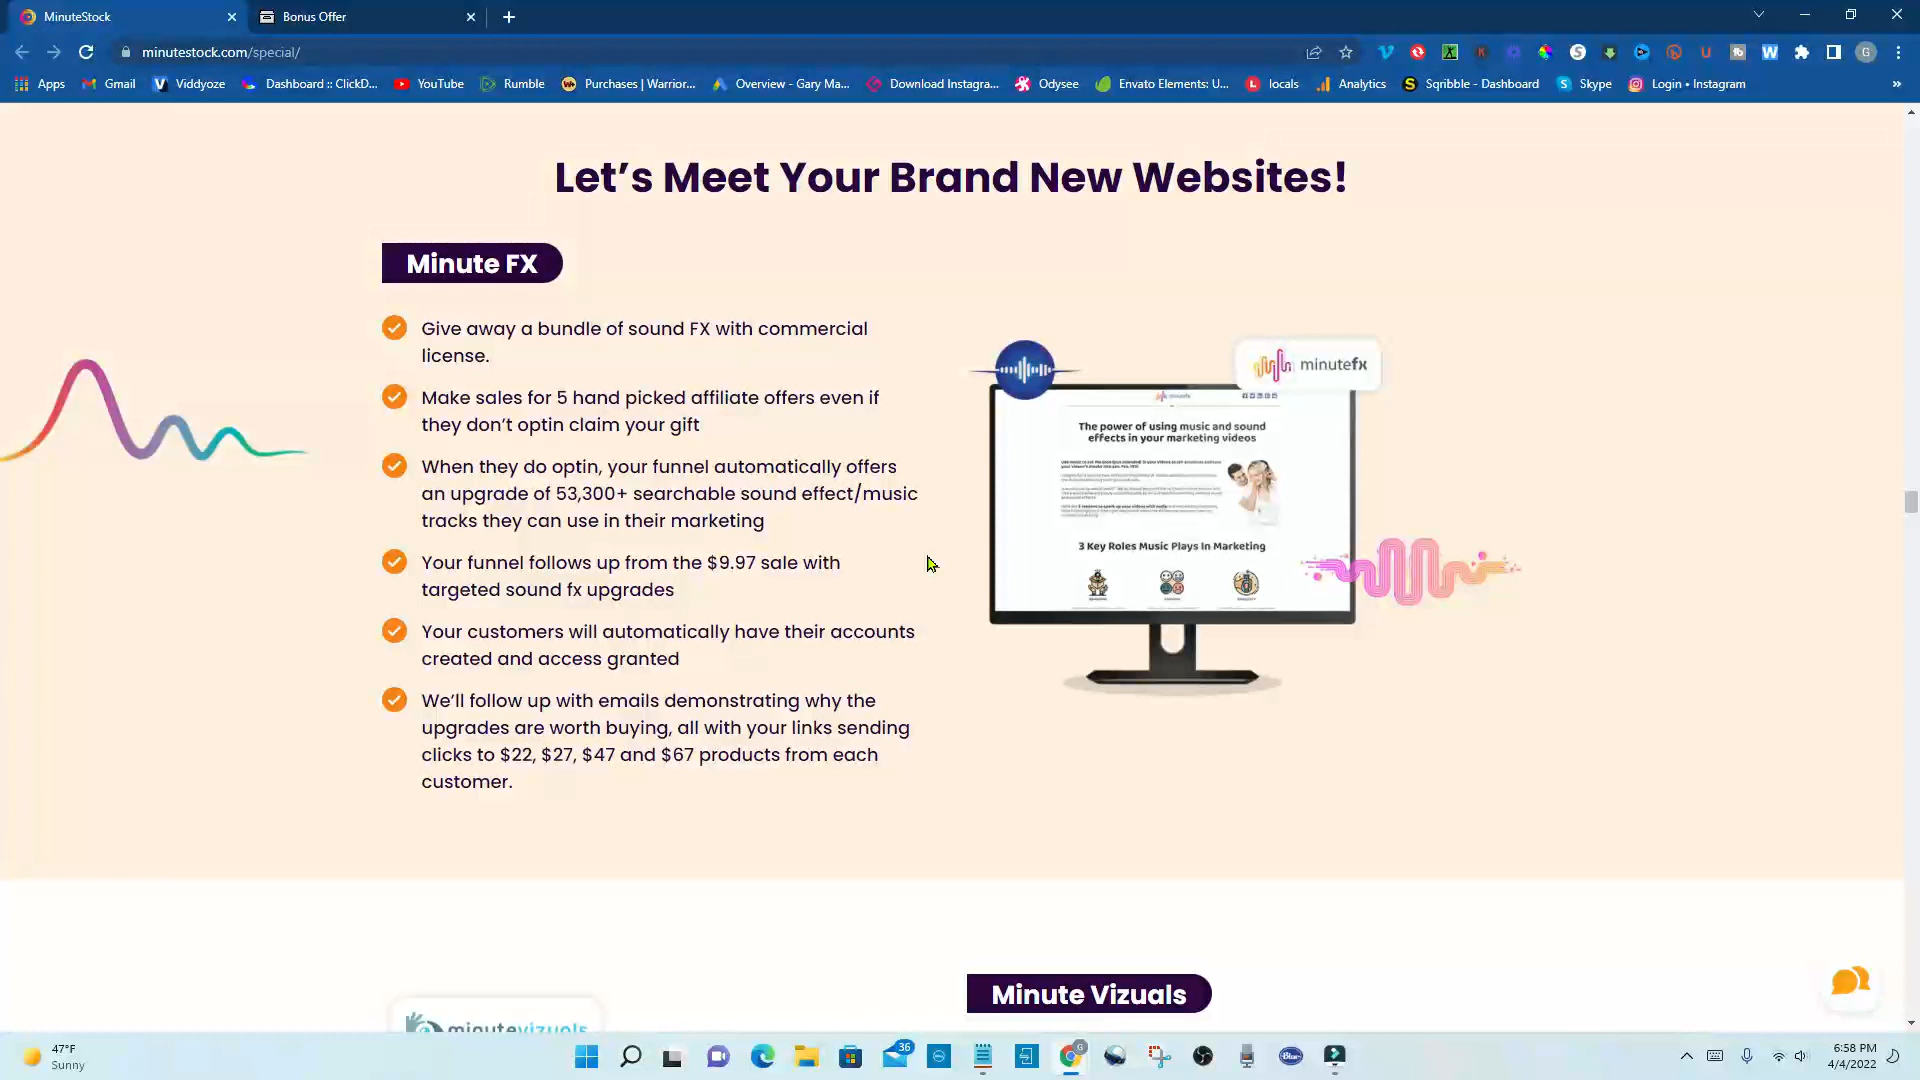 MinuteStock
Bonus Offer
minutestock.com/special/
Apps
Gmail
Viddyoze
Dashboard :: ClickD...
YouTube
Rumble
Purchases | Warrior...
Overview - Gary Ma...
Download Instagra...
Odysee
Envato Elements: U...
locals
Analytics
Sqribble - Dashboard
Skype
Login • Instagram
Let's Meet Your Brand New Websites!
Minute FX
Give away a bundle of sound FX with commercial
license.
Make sales for 5 hand picked affiliate offers even if
they don't optin claim your gift
When they do optin, your funnel automatically offers
an upgrade of 53,300+ searchable sound effect/music
tracks they can use in their marketing
Your funnel follows up from the $9.97 sale with
targeted sound fx upgrades
Your customers will automatically have their accounts
created and access granted
We'll follow up with emails demonstrating why the
upgrades are worth buying, all with your links sending
clicks to $22, $27, $47 and $67 products from each
customer.
minutefx
The power of using music and sound
effects in your marketing videos
3 Key Roles Music Plays In Marketing
Minute Vizuals
minutevizuals
47°F
Sunny
36
6:58 PM
4/4/2022